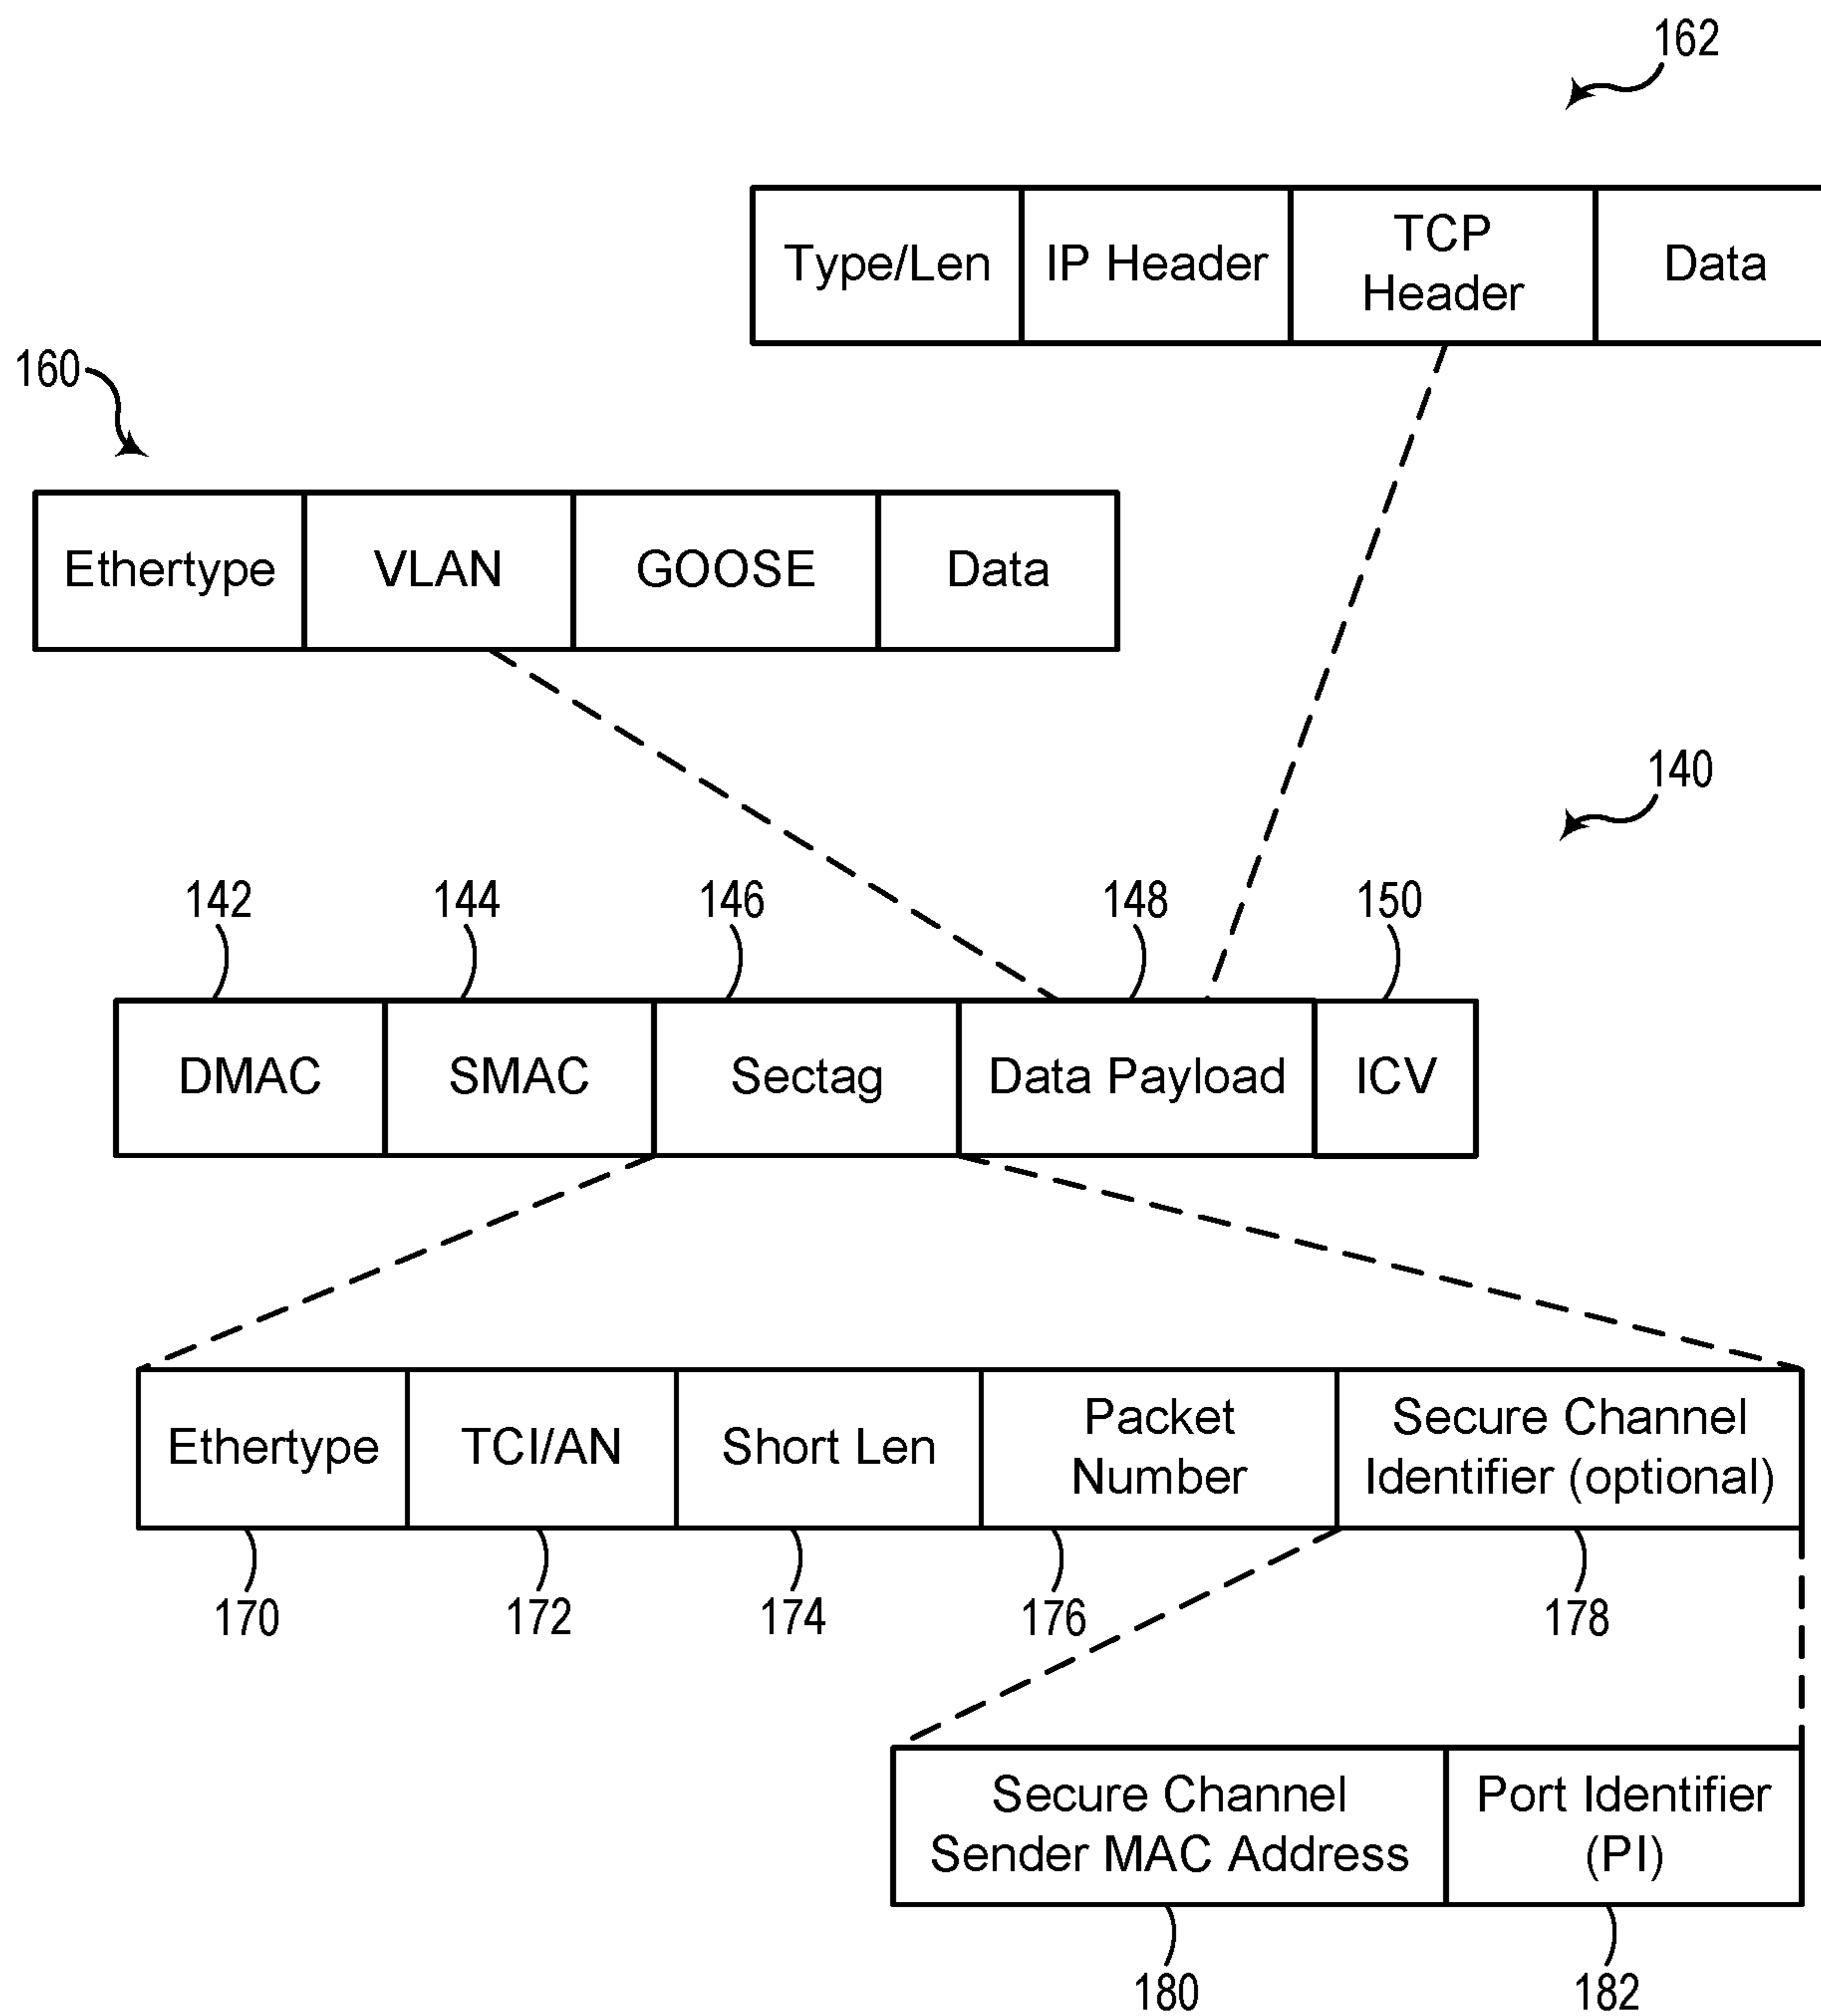 162
Type/Len IP Header TCP Header Data
160
Ethertype VLAN GOOSE Data
140
142 144 146 148 150
DMAC SMAC Sectag Data Payload ICV
Ethertype TCI/AN Short Len Packet Number Secure Channel Identifier (optional)
170 172 174 176 178
Secure Channel Sender MAC Address Port Identifier (PI)
180 182